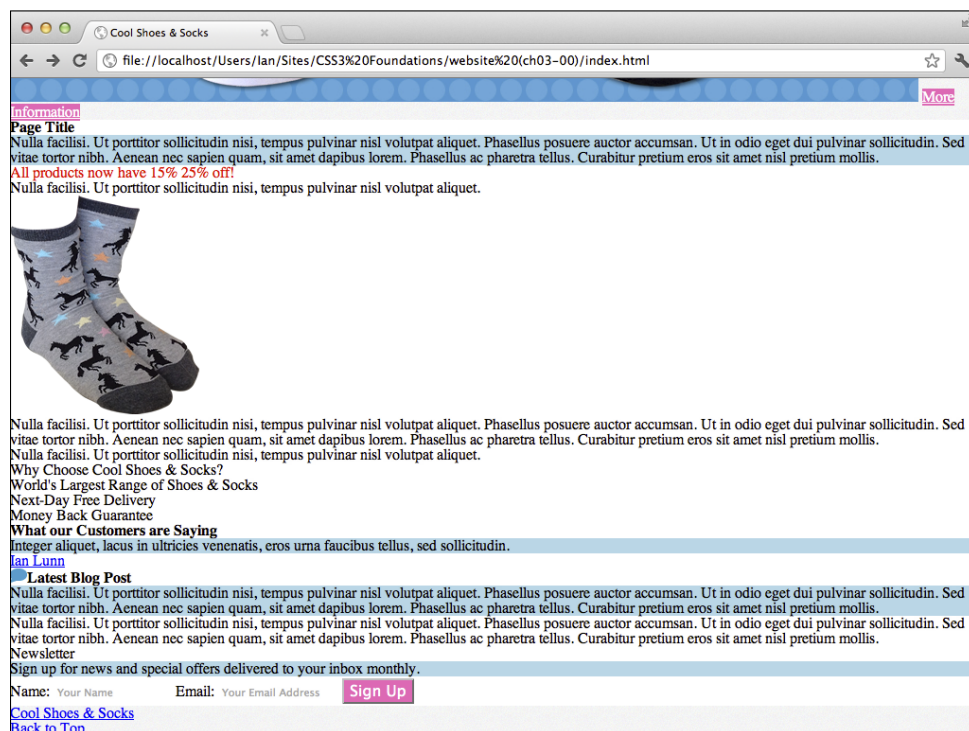 Cool Shoes & Socks
file://localhost/Users/Ian/Sites/CSS3%20Foundations/website%20(ch03-00)/index.html
More
Information
Page Title
Nulla facilisi. Ut porttitor sollicitudin nisi, tempus pulvinar nisl volutpat aliquet. Phasellus posuere auctor accumsan. Ut in odio eget dui pulvinar sollicitudin. Sed
vitae tortor nibh. Aenean nec sapien quam, sit amet dapibus lorem. Phasellus ac pharetra tellus. Curabitur pretium eros sit amet nisl pretium mollis.
All products now have 15% 25% off!
Nulla facilisi. Ut porttitor sollicitudin nisi, tempus pulvinar nisl volutpat aliquet.
Nulla facilisi. Ut porttitor sollicitudin nisi, tempus pulvinar nisl volutpat aliquet. Phasellus posuere auctor accumsan. Ut in odio eget dui pulvinar sollicitudin. Sed
vitae tortor nibh. Aenean nec sapien quam, sit amet dapibus lorem. Phasellus ac pharetra tellus. Curabitur pretium eros sit amet nisl pretium mollis.
Nulla facilisi. Ut porttitor sollicitudin nisi, tempus pulvinar nisl volutpat aliquet.
Why Choose Cool Shoes & Socks?
World's Largest Range of Shoes & Socks
Next-Day Free Delivery
Money Back Guarantee
What our Customers are Saying
Integer aliquet, lacus in ultricies venenatis, eros urna faucibus tellus, sed sollicitudin.
Ian Lunn
Latest Blog Post
Nulla facilisi. Ut porttitor sollicitudin nisi, tempus pulvinar nisl volutpat aliquet. Phasellus posuere auctor accumsan. Ut in odio eget dui pulvinar sollicitudin. Sed
vitae tortor nibh. Aenean nec sapien quam, sit amet dapibus lorem. Phasellus ac pharetra tellus. Curabitur pretium eros sit amet nisl pretium mollis.
Nulla facilisi. Ut porttitor sollicitudin nisi, tempus pulvinar nisl volutpat aliquet. Phasellus posuere auctor accumsan. Ut in odio eget dui pulvinar sollicitudin. Sed
vitae tortor nibh. Aenean nec sapien quam, sit amet dapibus lorem. Phasellus ac pharetra tellus. Curabitur pretium eros sit amet nisl pretium mollis.
Newsletter
Sign up for news and special offers delivered to your inbox monthly.
Name: Your Name Email: Your Email Address Sign Up
Cool Shoes & Socks
Back to Top